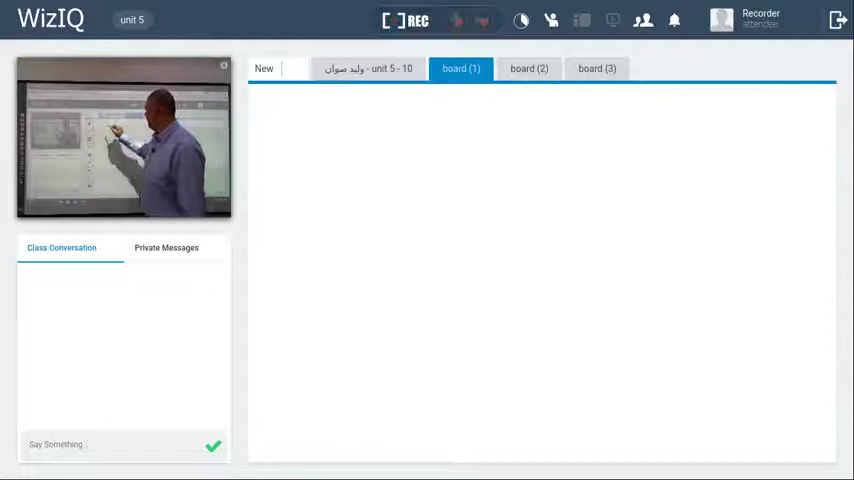 WizIQ
unit 5
REC
Recorder
attendee
New
وليد صوان - unit 5 - 10
board (1)
board (2)
board (3)
Class Conversation
Private Messages
Say Something..